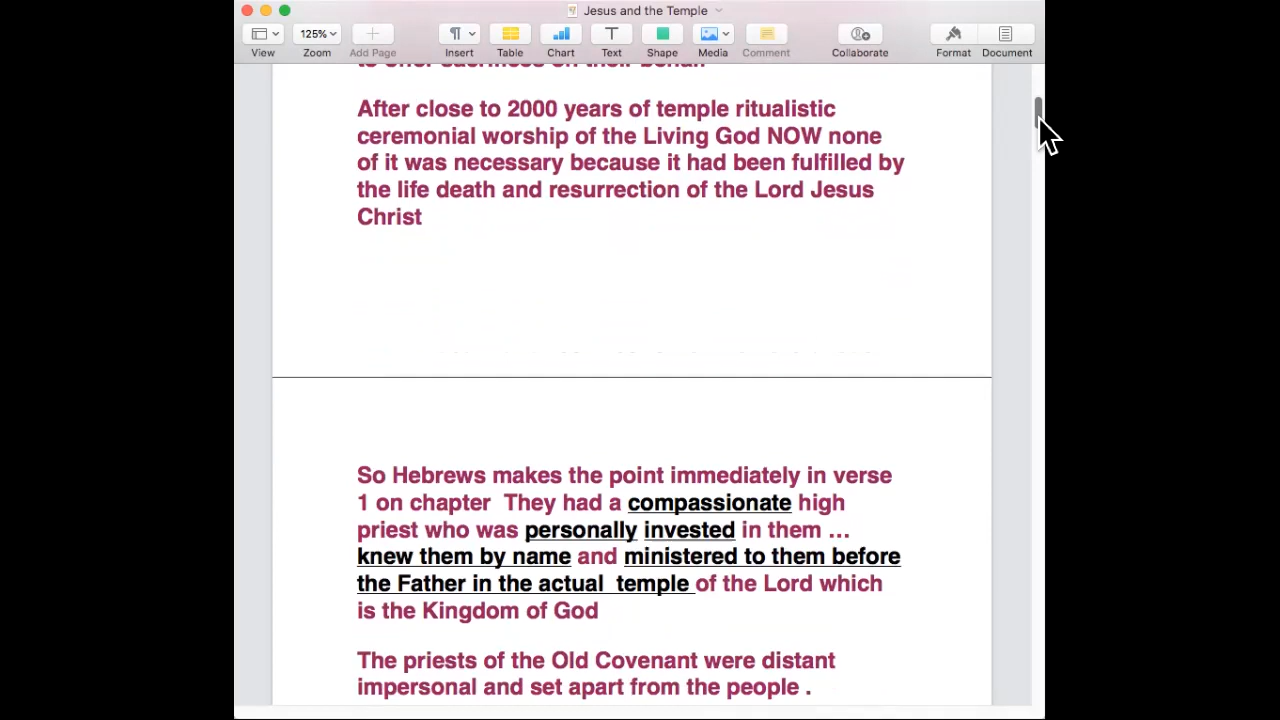 Jesus and the Temple
125%
View
Zoom
Add Page
Insert
Table
Chart
Text
Shape
Media
Comment
Collaborate
Format
Document
to offer sacrifices on their behalf
After close to 2000 years of temple ritualistic
ceremonial worship of the Living God NOW none
of it was necessary because it had been fulfilled by
the life death and resurrection of the Lord Jesus
Christ
So Hebrews makes the point immediately in verse
1 on chapter They had a compassionate high
priest who was personally invested in them …
knew them by name and ministered to them before
the Father in the actual temple of the Lord which
is the Kingdom of God
The priests of the Old Covenant were distant
impersonal and set apart from the people .